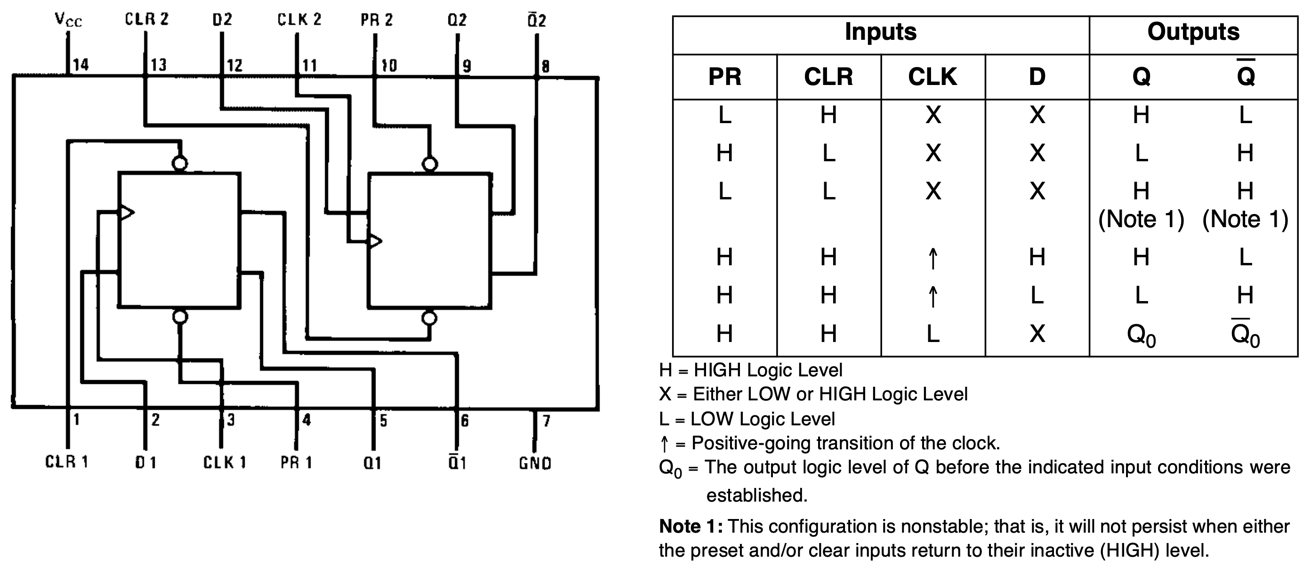 VCC CLR 2 D2 CLK 2 PR 2 Q2 Q̅2
14 13 12 11 10 9 8
1 2 3 4 5 6 7
CLR 1 D1 CLK 1 PR 1 Q1 Q̅1 GND
Inputs Outputs
PR CLR CLK D Q Q̅
L H X X H L
H L X X L H
L L X X H H
(Note 1) (Note 1)
H H ↑ H H L
H H ↑ L L H
H H L X Q0 Q̅0
H = HIGH Logic Level
X = Either LOW or HIGH Logic Level
L = LOW Logic Level
↑ = Positive-going transition of the clock.
Q0 = The output logic level of Q before the indicated input conditions were
established.
Note 1: This configuration is nonstable; that is, it will not persist when either
the preset and/or clear inputs return to their inactive (HIGH) level.